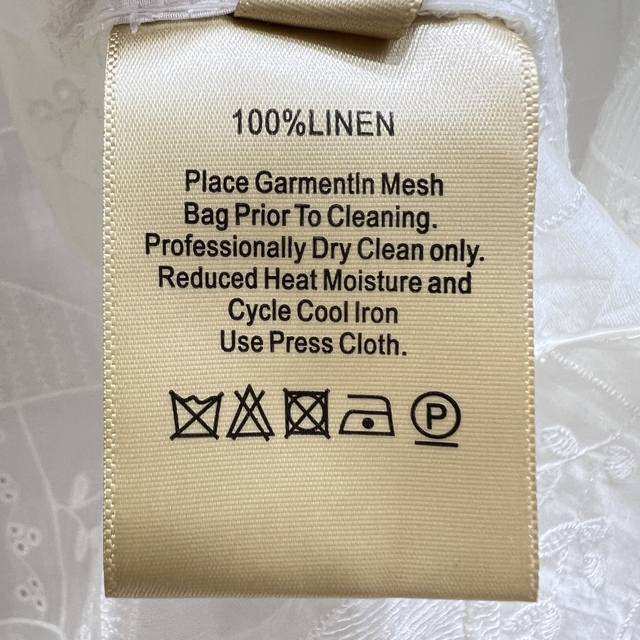 100%LINEN
Place GarmentIn Mesh
Bag Prior To Cleaning.
Professionally Dry Clean only.
Reduced Heat Moisture and
Cycle Cool Iron
Use Press Cloth.
P